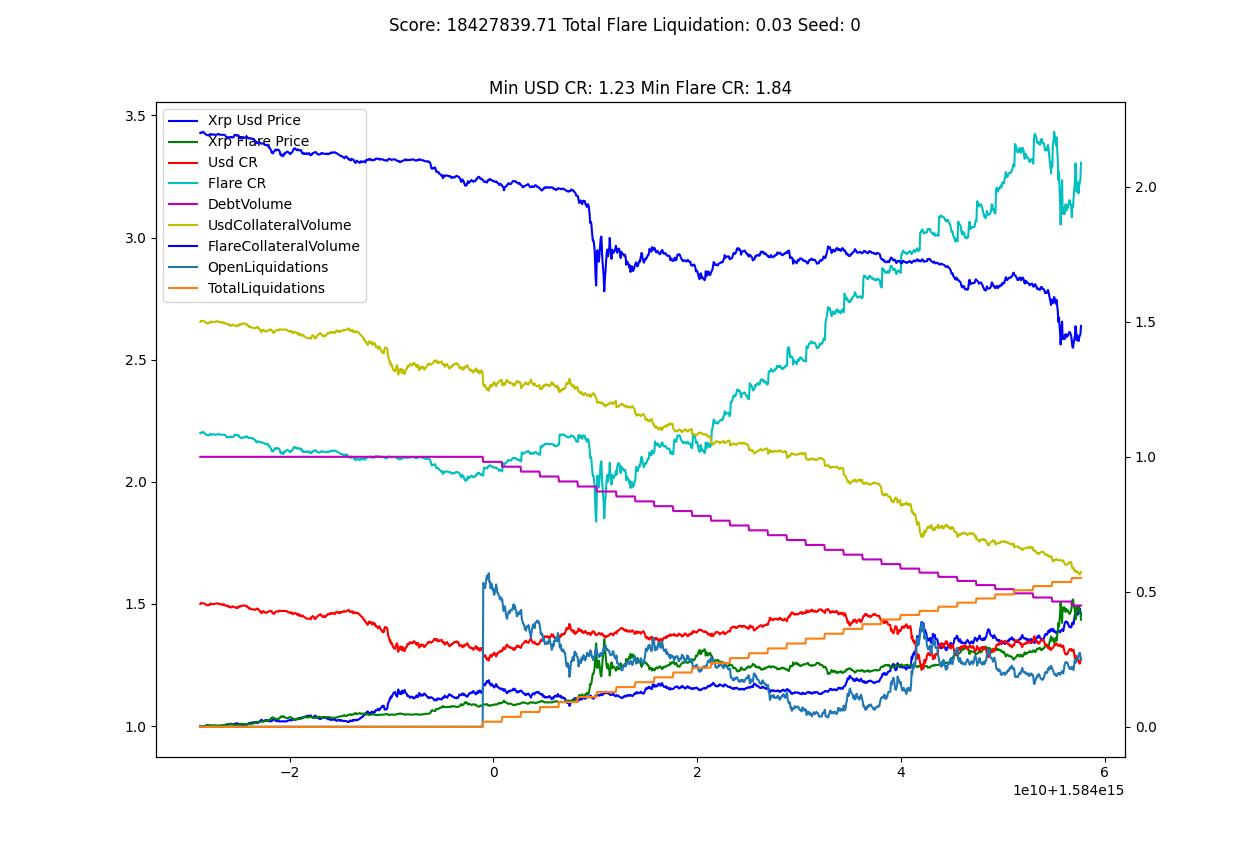 Score: 18427839.71 Total Flare Liquidation: 0.03 Seed: 0
Min USD CR: 1.23 Min Flare CR: 1.84
Xrp Usd Price
Xrp Flare Price
Usd CR
Flare CR
DebtVolume
UsdCollateralVolume
FlareCollateralVolume
OpenLiquidations
TotalLiquidations
3.5
3.0
2.5
2.0
1.5
1.0
2.0
1.5
1.0
0.5
0.0
−2
0
2
4
6
1e10+1.584e15